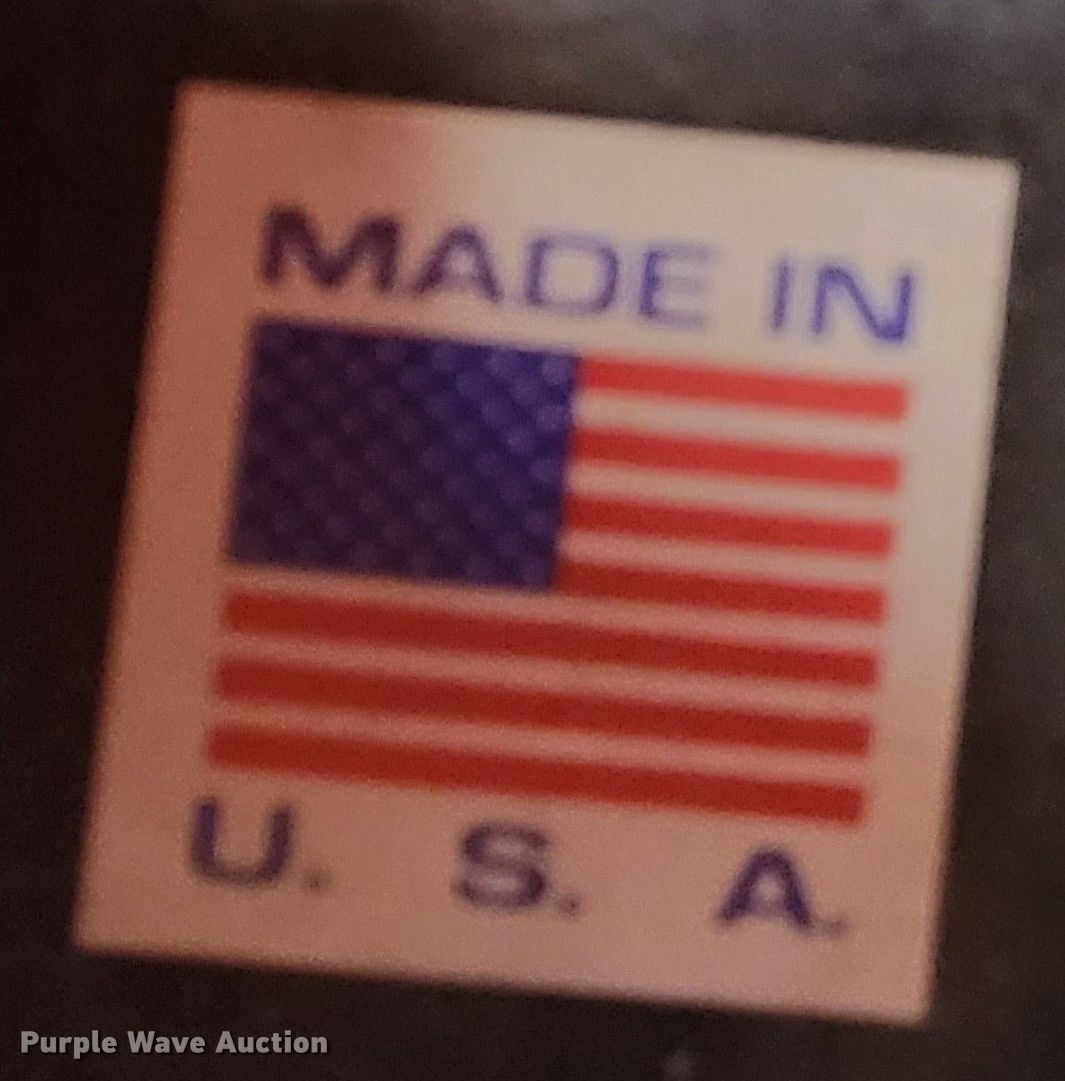 MADE IN
U. S. A.
Purple Wave Auction